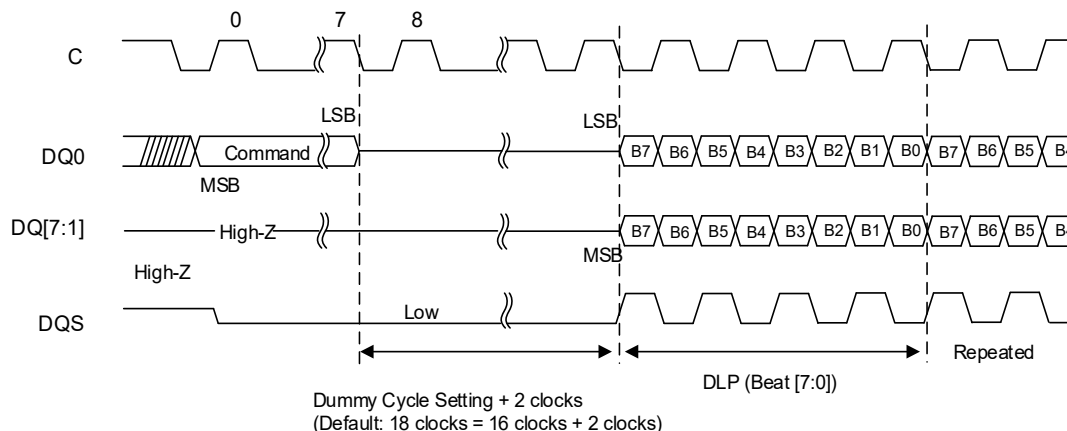 0 7 8
C
LSB LSB
DQ0 Command B7 B6 B5 B4 B3 B2 B1 B0 B7 B6 B5 B4
MSB
DQ[7:1] High-Z B7 B6 B5 B4 B3 B2 B1 B0 B7 B6 B5 B4
MSB
High-Z
DQS Low
Repeated
DLP (Beat [7:0])
Dummy Cycle Setting + 2 clocks
(Default: 18 clocks = 16 clocks + 2 clocks)